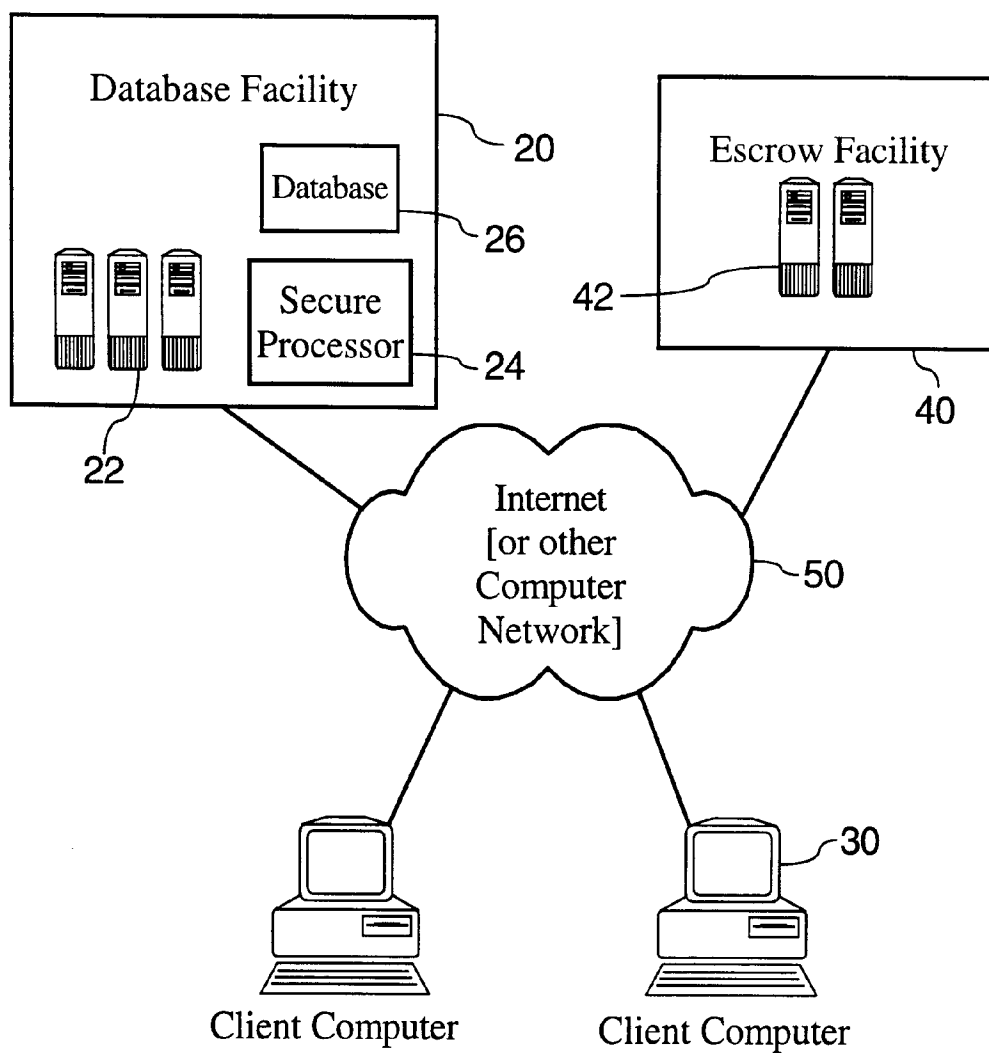 Database Facility
20
Database
26
Secure
Processor
24
22
Escrow Facility
42
40
Internet
[or other
Computer
Network]
50
30
Client Computer
Client Computer